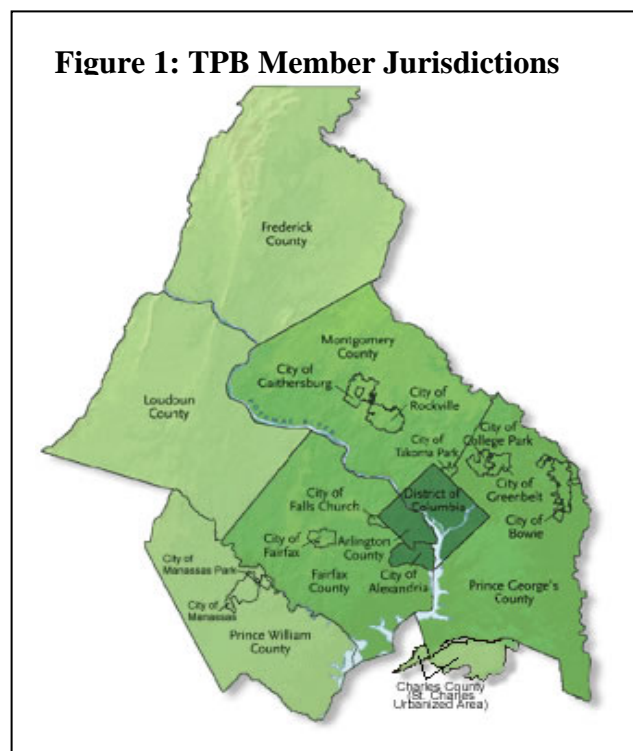 Figure 1: TPB Member Jurisdictions
Frederick
County
Montgomery
County
City of
Gaithersburg
City of
Rockville
Loudoun
County
City of
Takoma Park
City of
College Park
City of
Greenbelt
City of
Bowie
District of
Columbia
City of
Falls Church
City of
Fairfax
Arlington
County
City of
Alexandria
Fairfax
County
Prince George's
County
City of
Manassas Park
City of
Manassas
Prince William
County
Charles County
(St. Charles
Urbanized Area)